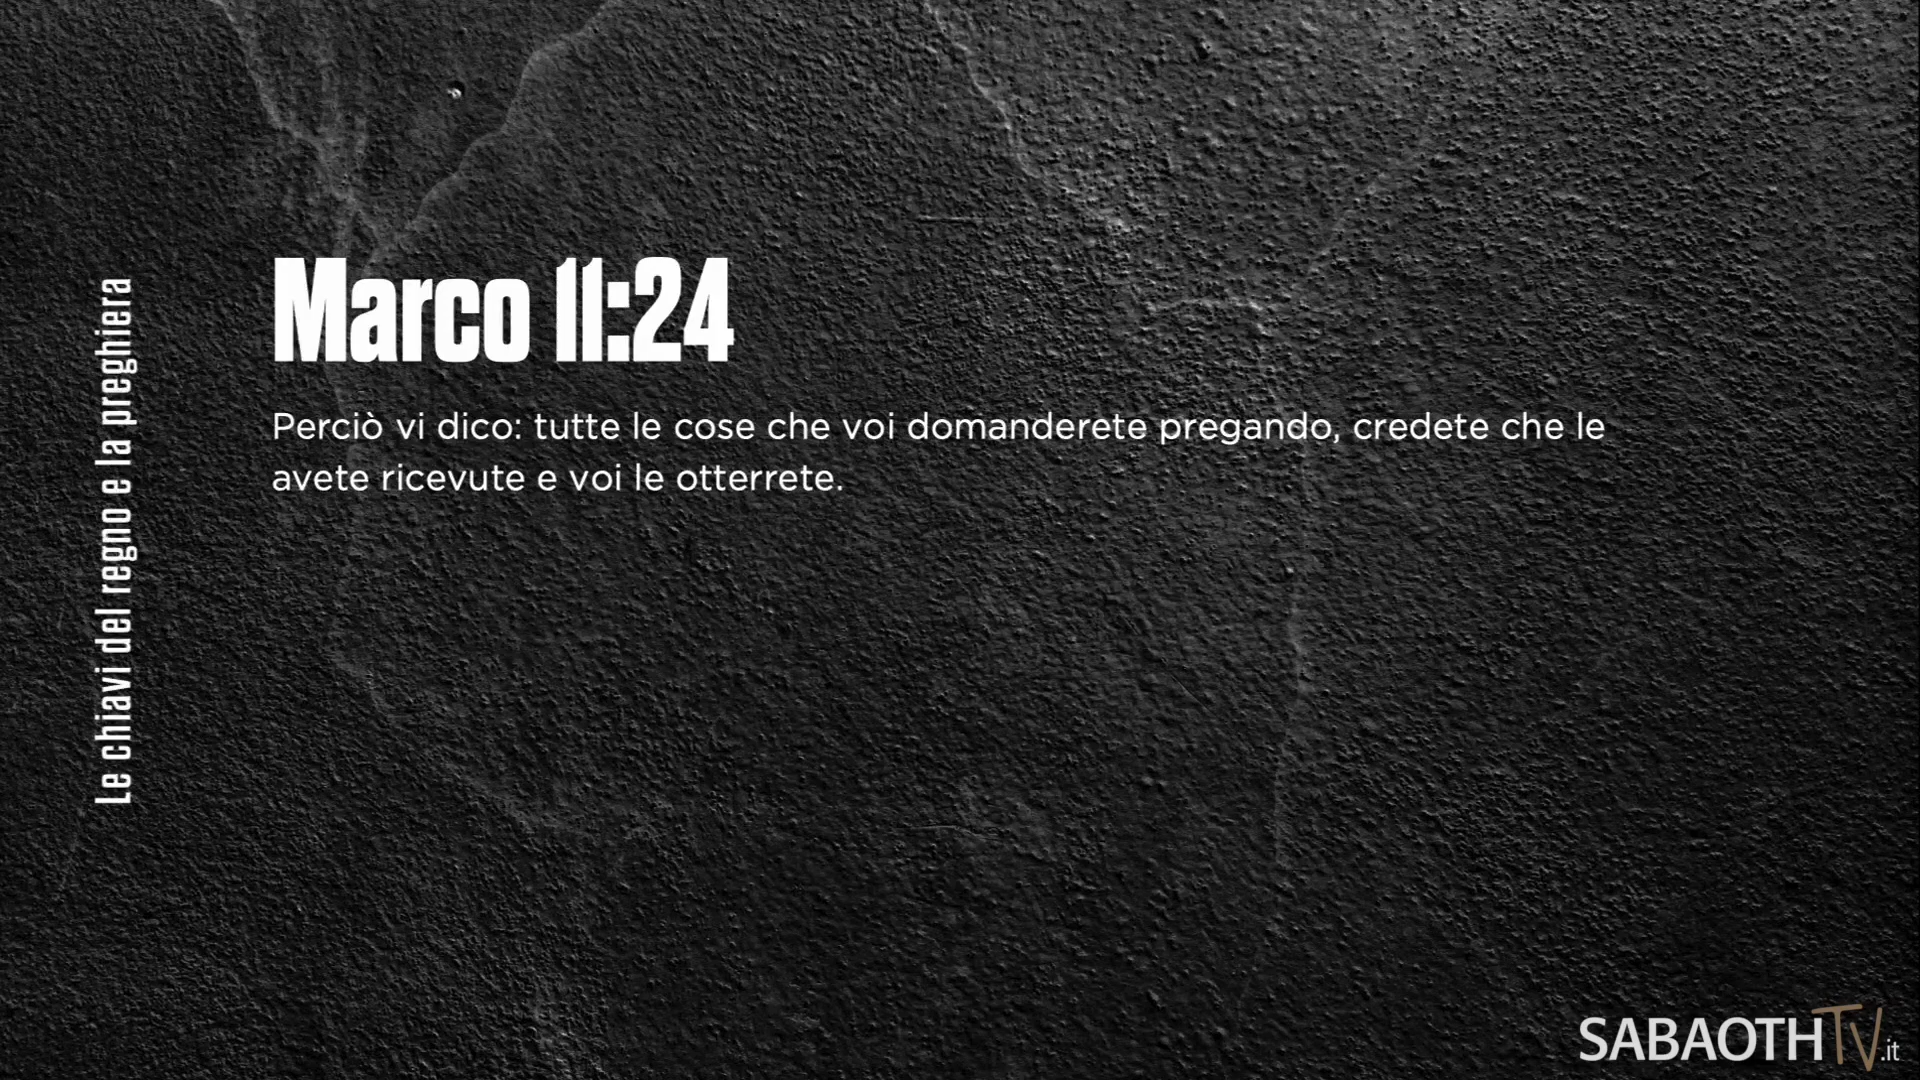 Le chiavi del regno e la preghiera
Marco 11:24
Perciò vi dico: tutte le cose che voi domanderete pregando, credete che le
avete ricevute e voi le otterrete.
SABAOTHTV.it